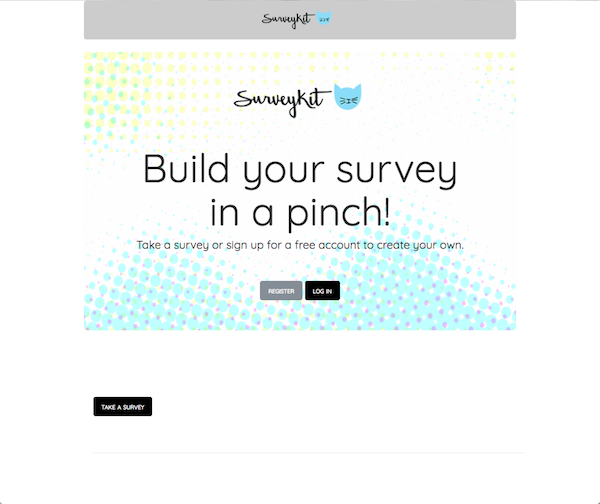 SurveyKit
SurveyKit
Build your survey
in a pinch!
Take a survey or sign up for a free account to create your own.
REGISTER
LOG IN
TAKE A SURVEY